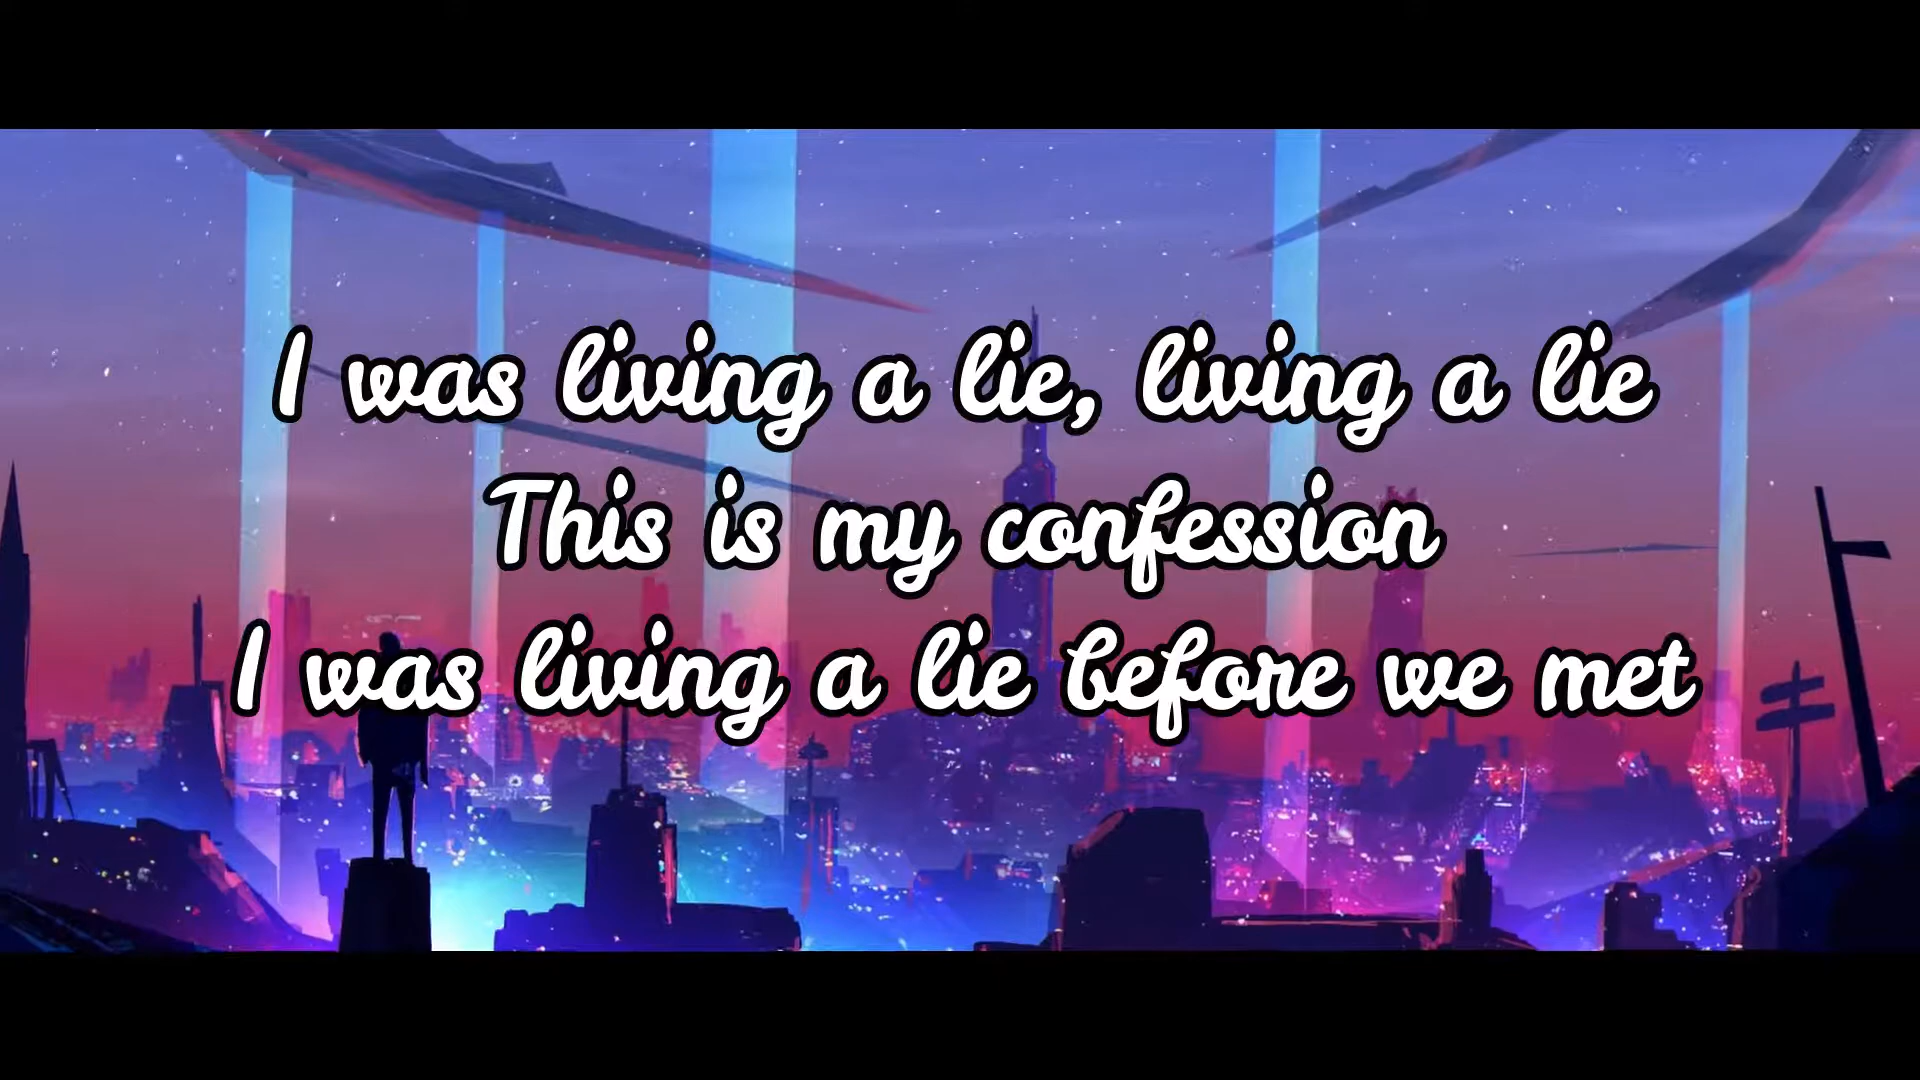 I was living a lie, living a lie
This is my confession
I was living a lie before we met